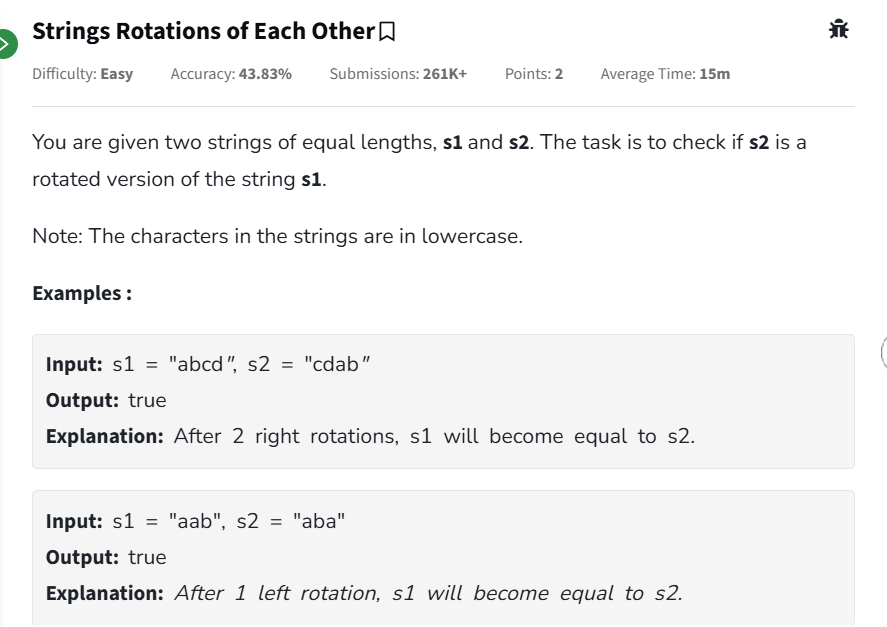 Strings Rotations of Each Other
Difficulty: Easy Accuracy: 43.83% Submissions: 261K+ Points: 2 Average Time: 15m
You are given two strings of equal lengths, s1 and s2. The task is to check if s2 is a
rotated version of the string s1.
Note: The characters in the strings are in lowercase.
Examples :
Input: s1 = "abcd", s2 = "cdab"
Output: true
Explanation: After 2 right rotations, s1 will become equal to s2.
Input: s1 = "aab", s2 = "aba"
Output: true
Explanation: After 1 left rotation, s1 will become equal to s2.